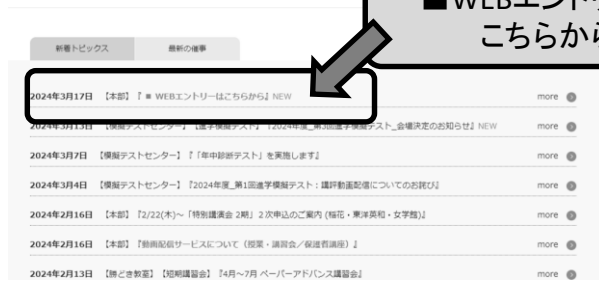 ■WEBエントリ
こちらから
新着トピックス 最新の催事
2024年3月17日 【本部】『 ■ WEBエントリーはこちらから』NEW more
2024年3月13日 【模擬テストセンター】【進学模擬テスト】『2024年度_第3回進学模擬テスト_会場決定のお知らせ』NEW more
2024年3月7日 【模擬テストセンター】『「年中診断テスト」を実施します』 more
2024年3月4日 【模擬テストセンター】『2024年度_第1回進学模擬テスト：講評動画配信についてのお詫び』 more
2024年2月16日 【本部】『2/22(木)～「特別講演会 2期」２次申込のご案内 (稲花・東洋英和・女学館)』 more
2024年2月16日 【本部】『動画配信サービスについて（授業・講習会／保護者講座）』 more
2024年2月13日 【勝どき教室】【短期講習会】『4月～7月 ペーパーアドバンス講習会』 more